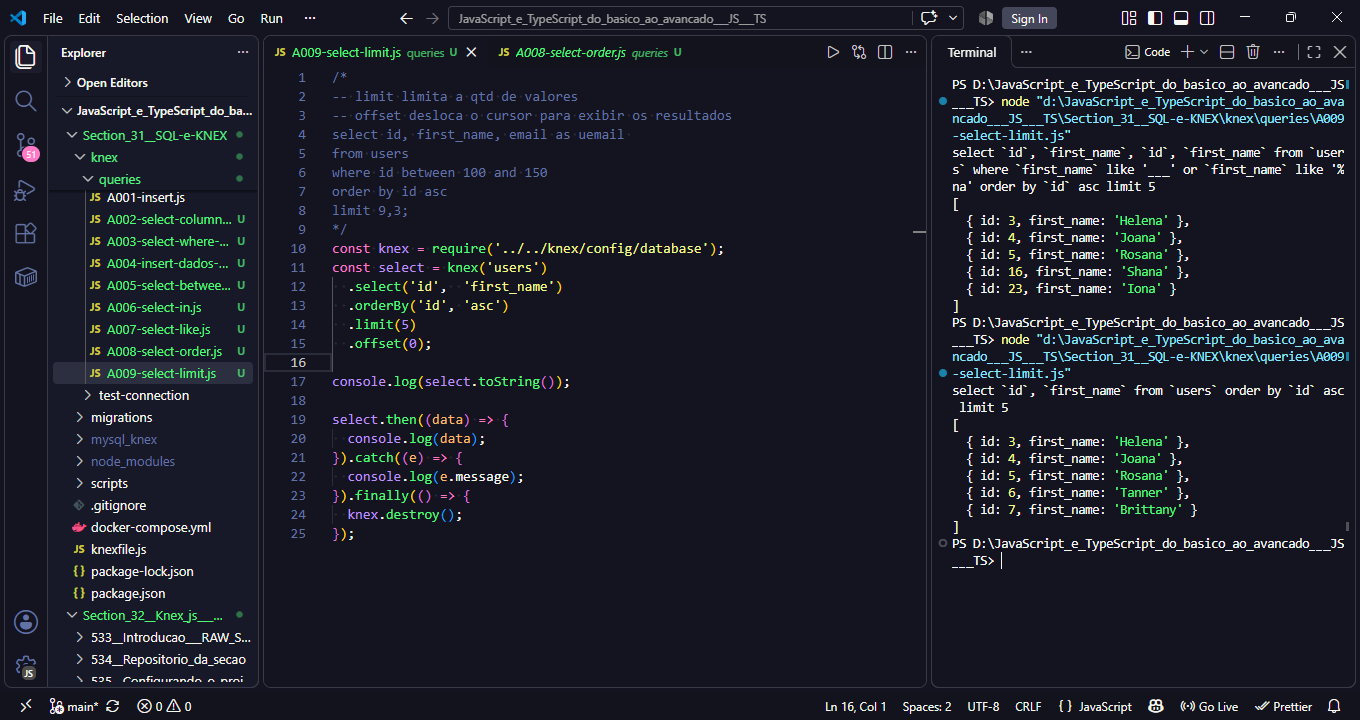 File Edit Selection View Go Run ··· JavaScript_e_TypeScript_do_basico_ao_avancado___JS___TS Sign In
Explorer ···
Open Editors
JavaScript_e_TypeScript_do_ba...
Section_31__SQL-e-KNEX
knex
queries
JS A001-insert.js
JS A002-select-column... U
JS A003-select-where-... U
JS A004-insert-dados-... U
JS A005-select-betwee... U
JS A006-select-in.js U
JS A007-select-like.js U
JS A008-select-order.js U
JS A009-select-limit.js U
test-connection
migrations
mysql_knex
node_modules
scripts
.gitignore
docker-compose.yml
JS knexfile.js
{} package-lock.json
{} package.json
Section_32__Knex_js___...
533__Introducao___RAW_S...
534__Repositorio_da_secao
535__Configurando_o_proj
51
JS
JS A009-select-limit.js queries U JS A008-select-order.js queries U
1 /*
2 -- limit limita a qtd de valores
3 -- offset desloca o cursor para exibir os resultados
4 select id, first_name, email as uemail
5 from users
6 where id between 100 and 150
7 order by id asc
8 limit 9,3;
9 */
10 const knex = require('../../knex/config/database');
11 const select = knex('users')
12 .select('id', 'first_name')
13 .orderBy('id', 'asc')
14 .limit(5)
15 .offset(0);
16
17 console.log(select.toString());
18
19 select.then((data) => {
20 console.log(data);
21 }).catch((e) => {
22 console.log(e.message);
23 }).finally(() => {
24 knex.destroy();
25 });
Terminal ··· Code
PS D:\JavaScript_e_TypeScript_do_basico_ao_avancado___JS
___TS> node "d:\JavaScript_e_TypeScript_do_basico_ao_ava
ncado___JS___TS\Section_31__SQL-e-KNEX\knex\queries\A009
-select-limit.js"
select `id`, `first_name`, `id`, `first_name` from `user
s` where `first_name` like '___' or `first_name` like '%
na' order by `id` asc limit 5
[
{ id: 3, first_name: 'Helena' },
{ id: 4, first_name: 'Joana' },
{ id: 5, first_name: 'Rosana' },
{ id: 16, first_name: 'Shana' },
{ id: 23, first_name: 'Iona' }
]
PS D:\JavaScript_e_TypeScript_do_basico_ao_avancado___JS
___TS> node "d:\JavaScript_e_TypeScript_do_basico_ao_ava
ncado___JS___TS\Section_31__SQL-e-KNEX\knex\queries\A009
-select-limit.js"
select `id`, `first_name` from `users` order by `id` asc
limit 5
[
{ id: 3, first_name: 'Helena' },
{ id: 4, first_name: 'Joana' },
{ id: 5, first_name: 'Rosana' },
{ id: 6, first_name: 'Tanner' },
{ id: 7, first_name: 'Brittany' }
]
PS D:\JavaScript_e_TypeScript_do_basico_ao_avancado___JS
___TS>
main* 0 0 Ln 16, Col 1 Spaces: 2 UTF-8 CRLF {} JavaScript Go Live Prettier